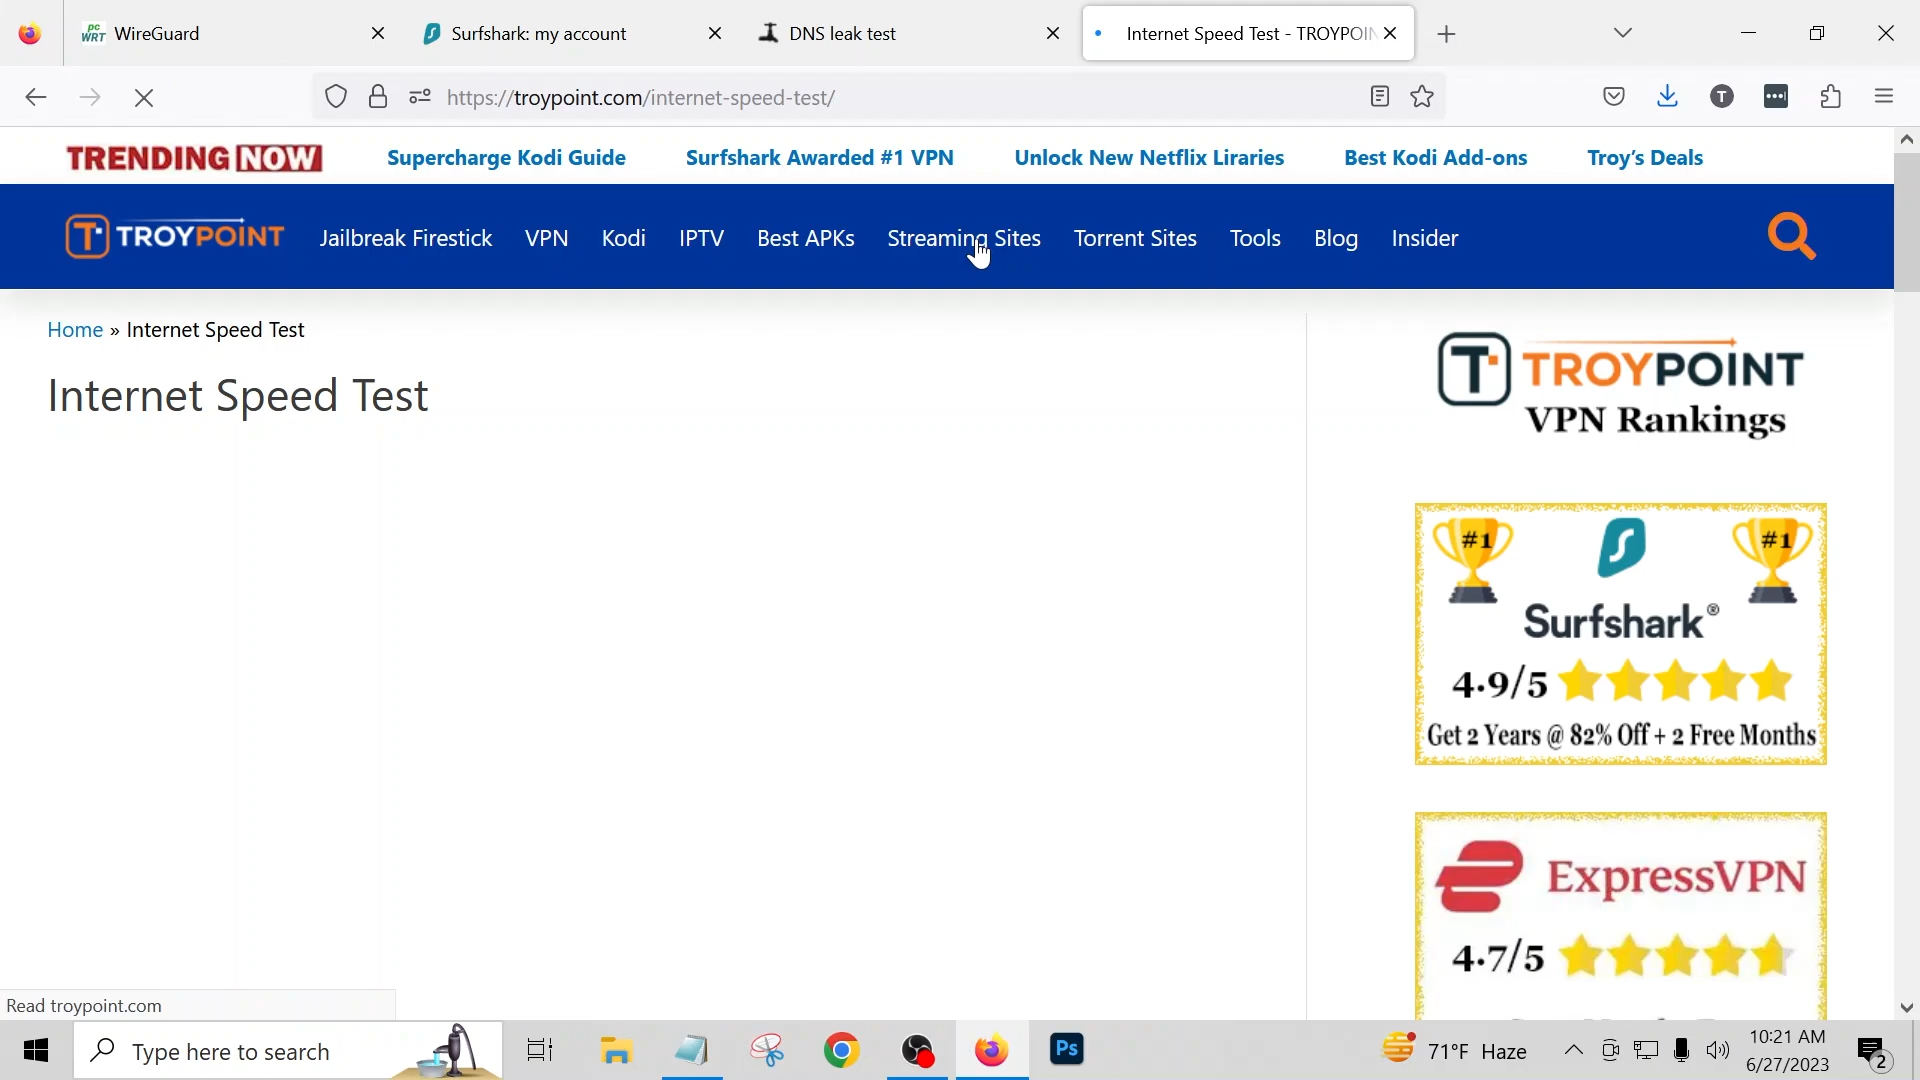 WireGuard
Surfshark: my account
DNS leak test
Internet Speed Test - TROYPOIN
https://troypoint.com/internet-speed-test/
TRENDING NOW
Supercharge Kodi Guide
Surfshark Awarded #1 VPN
Unlock New Netflix Liraries
Best Kodi Add-ons
Troy's Deals
TROYPOINT
Jailbreak Firestick
VPN
Kodi
IPTV
Best APKs
Streaming Sites
Torrent Sites
Tools
Blog
Insider
Home » Internet Speed Test
Internet Speed Test
TROYPOINT
VPN Rankings
#1
#1
Surfshark®
4.9/5
Get 2 Years @ 82% Off + 2 Free Months
ExpressVPN
4.7/5
Read troypoint.com
Type here to search
Ps
71°F Haze
10:21 AM
6/27/2023
2